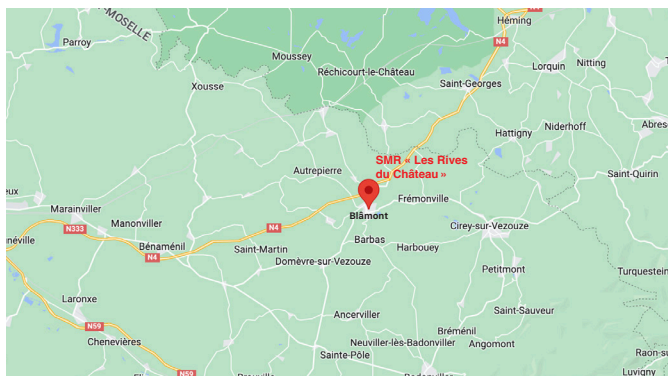 Héming
N4
MOSELLE
Parroy
Moussey
Lorquin
Nitting
Réchicourt-le-Château
Xousse
Saint-Georges
Abres
Niderhoff
Hattigny
SMR « Les Rives
du Château »
Autrepierre
Saint-Quirin
eux
Frémonville
Marainviller
Blâmont
Manonviller
Cirey-sur-Vezouze
N333
N4
néville
Bénaménil
Barbas
Saint-Martin
Harbouey
N4
Domèvre-sur-Vezouze
Petitmont
Turquestein
Laronxe
Saint-Sauveur
Ancerviller
N59
Bréménil
Chenevières
Neuviller-lès-Badonviller
Angomont
Sainte-Pôle
Raon-su
N59
Luvigny